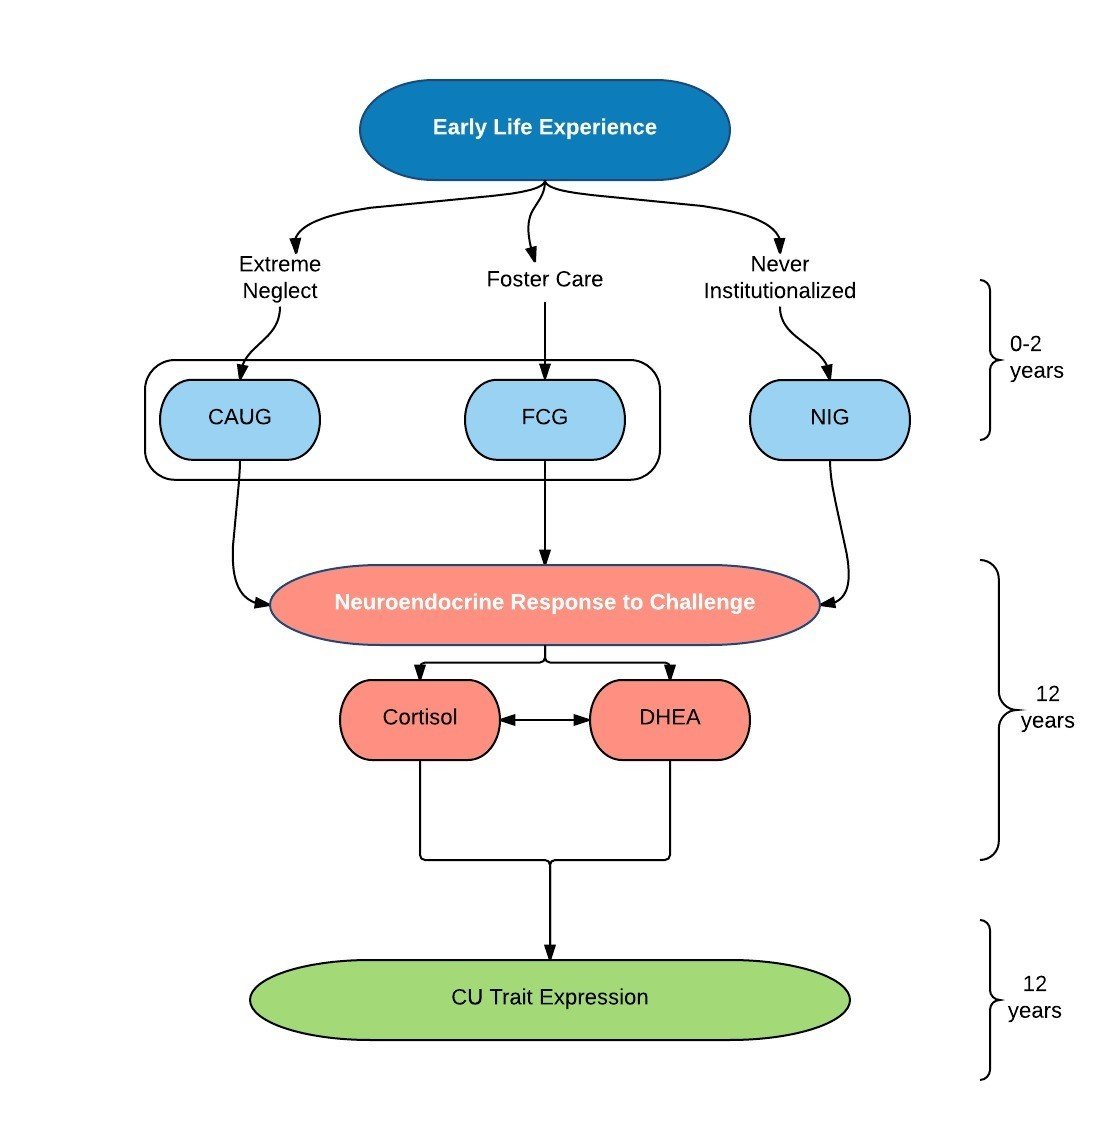 Early Life Experience
Extreme
Neglect
Foster Care
Never
Institutionalized
0-2
years
CAUG
FCG
NIG
Neuroendocrine Response to Challenge
Cortisol
DHEA
12
years
CU Trait Expression
12
years